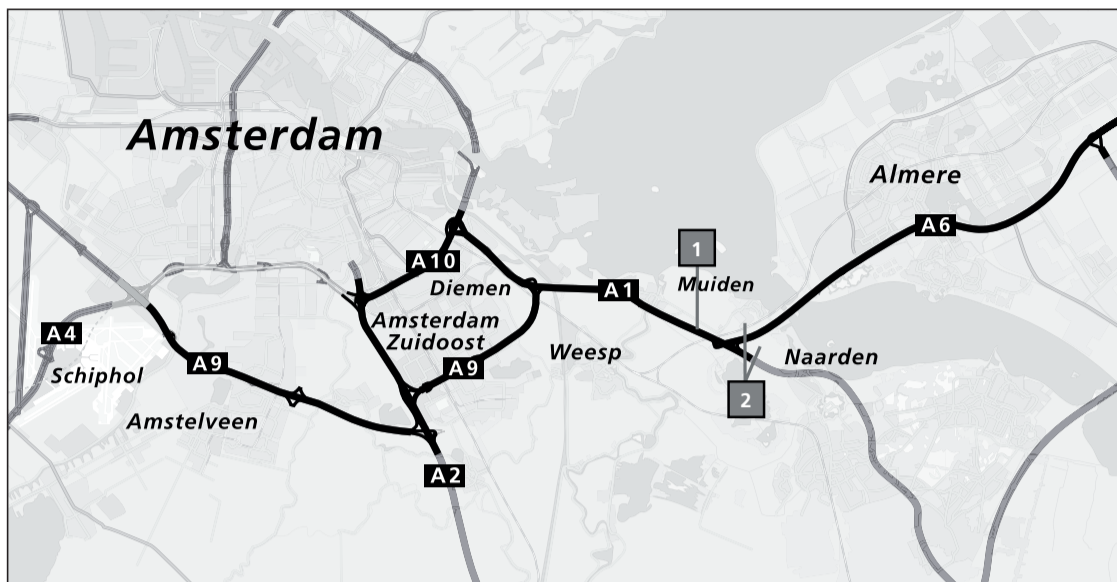 Amsterdam
Almere
A6
1
A10
Muiden
Diemen
A1
Amsterdam
Zuidoost
A4
Weesp
Naarden
A9
A9
Schiphol
2
Amstelveen
A2